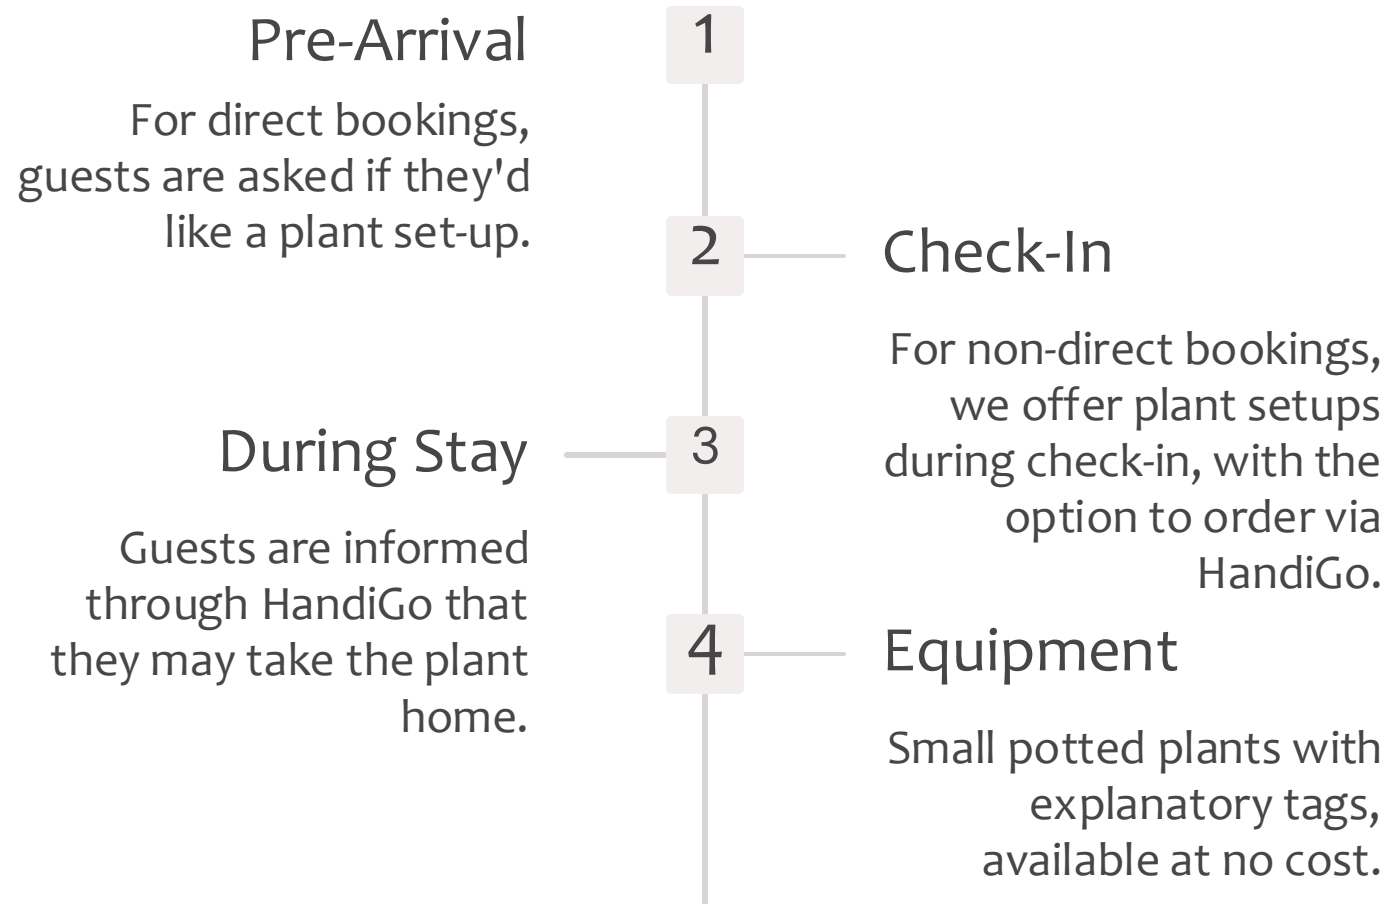 1
Pre-Arrival
For direct bookings,
guests are asked if they'd
like a plant set-up.
2
Check-In
For non-direct bookings,
we offer plant setups
during check-in, with the
option to order via
HandiGo.
3
During Stay
Guests are informed
through HandiGo that
they may take the plant
home.
4
Equipment
Small potted plants with
explanatory tags,
available at no cost.